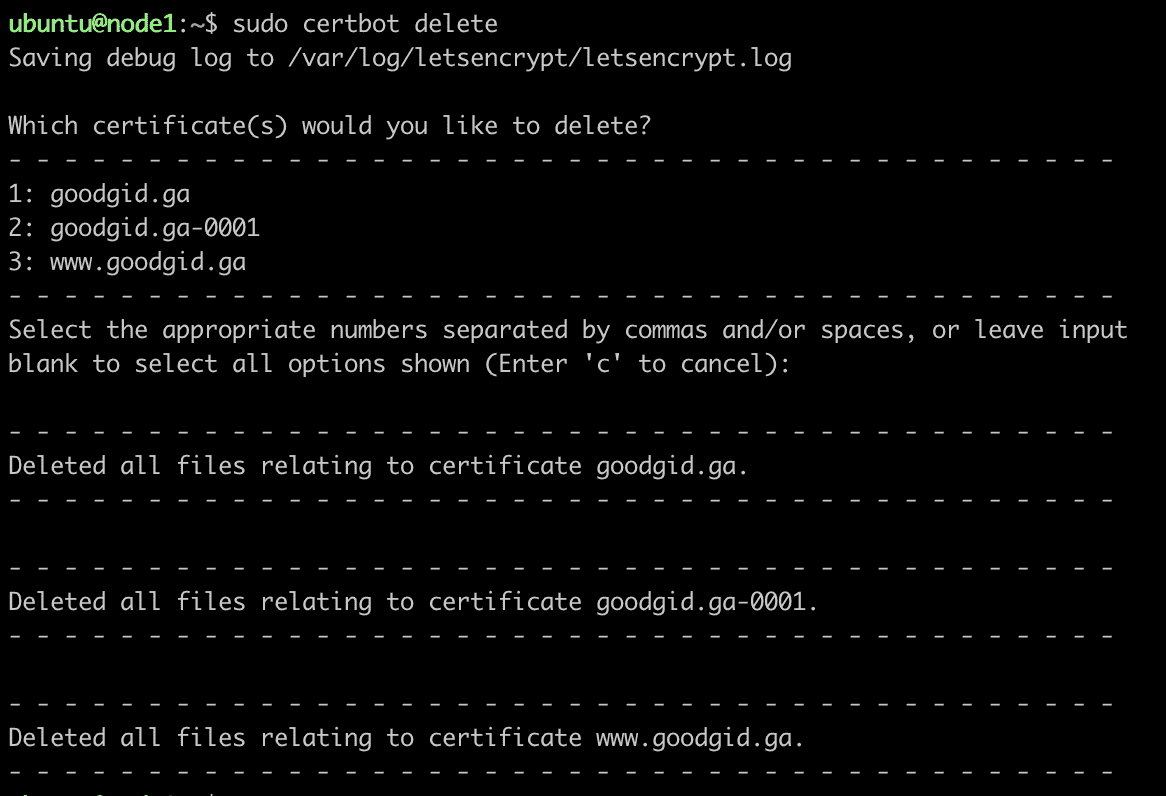 ubuntu@node1:~$ sudo certbot delete
Saving debug log to /var/log/letsencrypt/letsencrypt.log
Which certificate(s) would you like to delete?
- - - - - - - - - - - - - - - - - - - - - - - - - - - - - - - - - - - - - - - -
1: goodgid.ga
2: goodgid.ga-0001
3: www.goodgid.ga
- - - - - - - - - - - - - - - - - - - - - - - - - - - - - - - - - - - - - - - -
Select the appropriate numbers separated by commas and/or spaces, or leave input
blank to select all options shown (Enter 'c' to cancel):
- - - - - - - - - - - - - - - - - - - - - - - - - - - - - - - - - - - - - - - -
Deleted all files relating to certificate goodgid.ga.
- - - - - - - - - - - - - - - - - - - - - - - - - - - - - - - - - - - - - - - -
- - - - - - - - - - - - - - - - - - - - - - - - - - - - - - - - - - - - - - - -
Deleted all files relating to certificate goodgid.ga-0001.
- - - - - - - - - - - - - - - - - - - - - - - - - - - - - - - - - - - - - - - -
- - - - - - - - - - - - - - - - - - - - - - - - - - - - - - - - - - - - - - - -
Deleted all files relating to certificate www.goodgid.ga.
- - - - - - - - - - - - - - - - - - - - - - - - - - - - - - - - - - - - - - - -